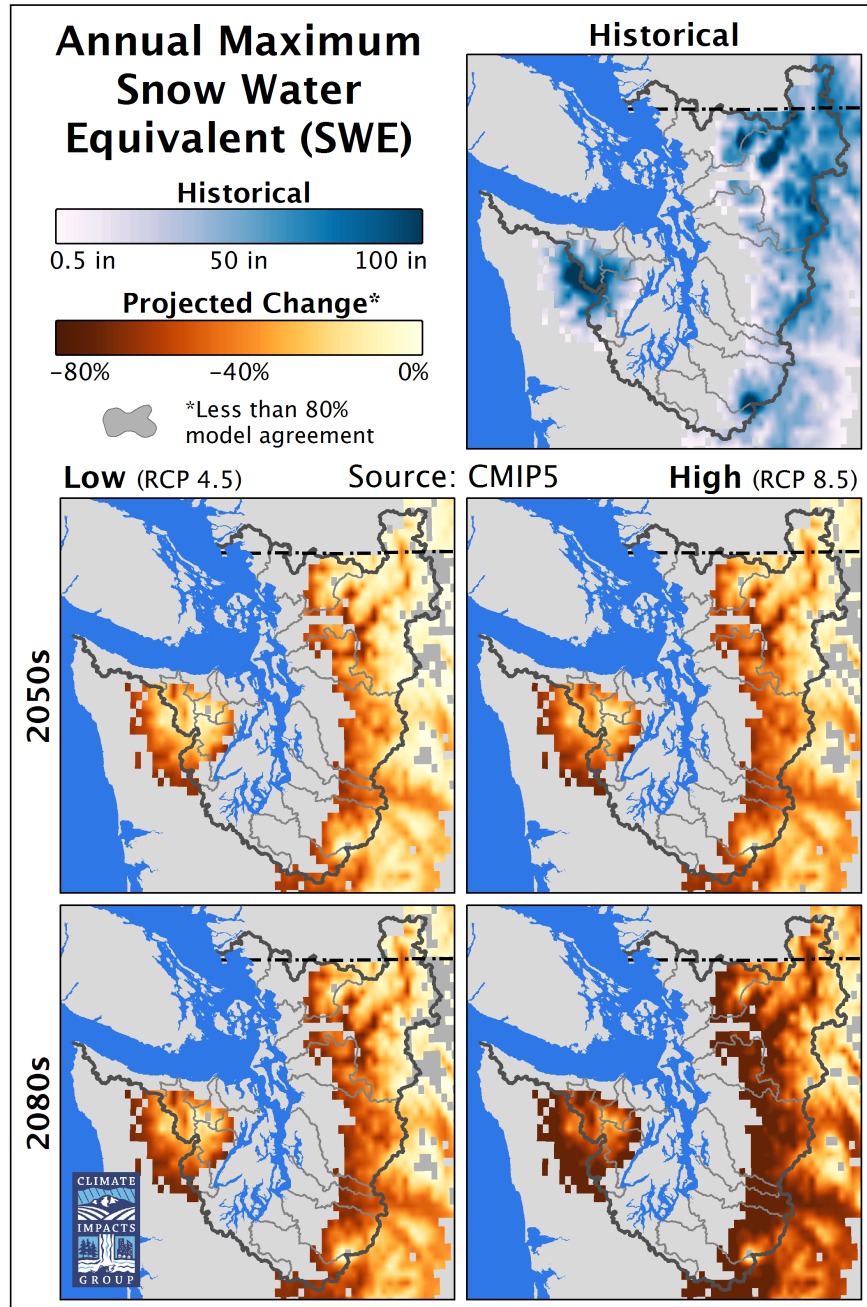 Annual Maximum
Snow Water
Equivalent (SWE)
Historical
0.5 in 50 in 100 in
Projected Change*
−80% −40% 0%
*Less than 80%
model agreement
Historical
Low (RCP 4.5) Source: CMIP5 High (RCP 8.5)
2050s
2080s
CLIMATE
IMPACTS
GROUP